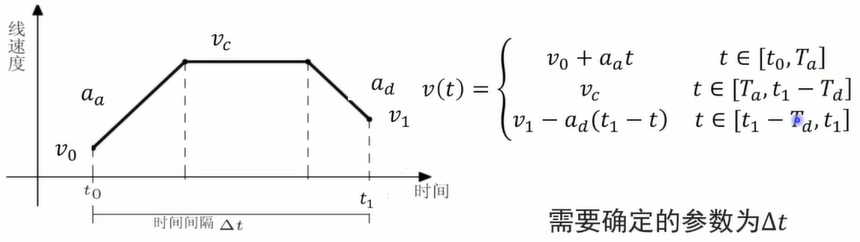 线速度
v_c
a_a
a_d
v_0
v_1
t_0
t_1
时间
时间间隔 Δt
v(t) = {
v_0 + a_a t    t ∈ [t_0, T_a]
v_c    t ∈ [T_a, t_1 − T_d]
v_1 − a_d(t_1 − t)    t ∈ [t_1 − T_d, t_1]
需要确定的参数为Δt